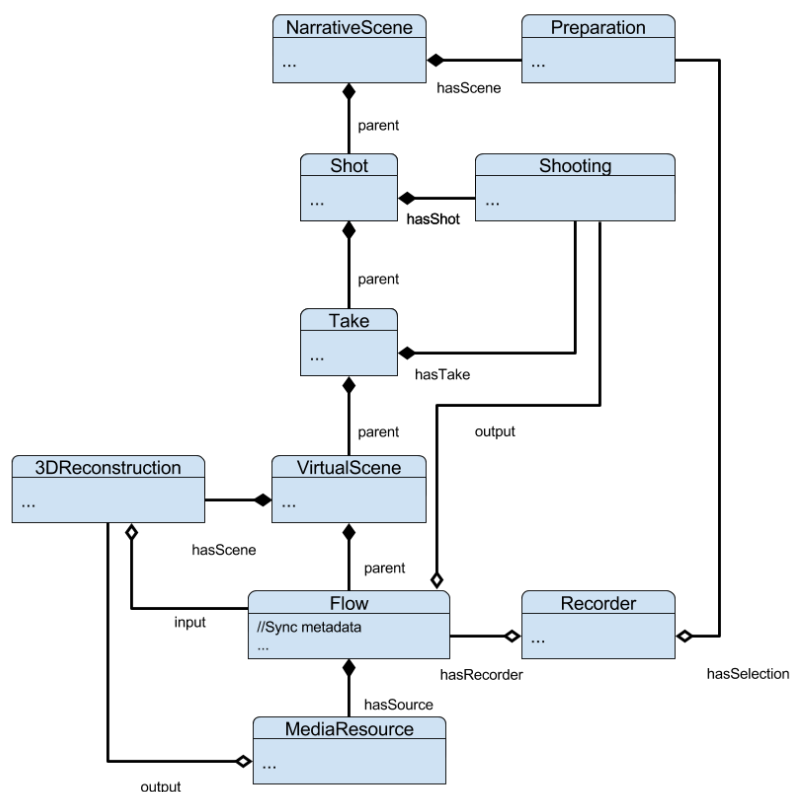 NarrativeScene
...
Preparation
...
hasScene
parent
Shot
...
Shooting
...
hasShot
parent
Take
...
hasTake
parent
output
3DReconstruction
...
VirtualScene
...
hasScene
parent
input
Flow
//Sync metadata
...
Recorder
...
hasRecorder
hasSelection
hasSource
MediaResource
...
output